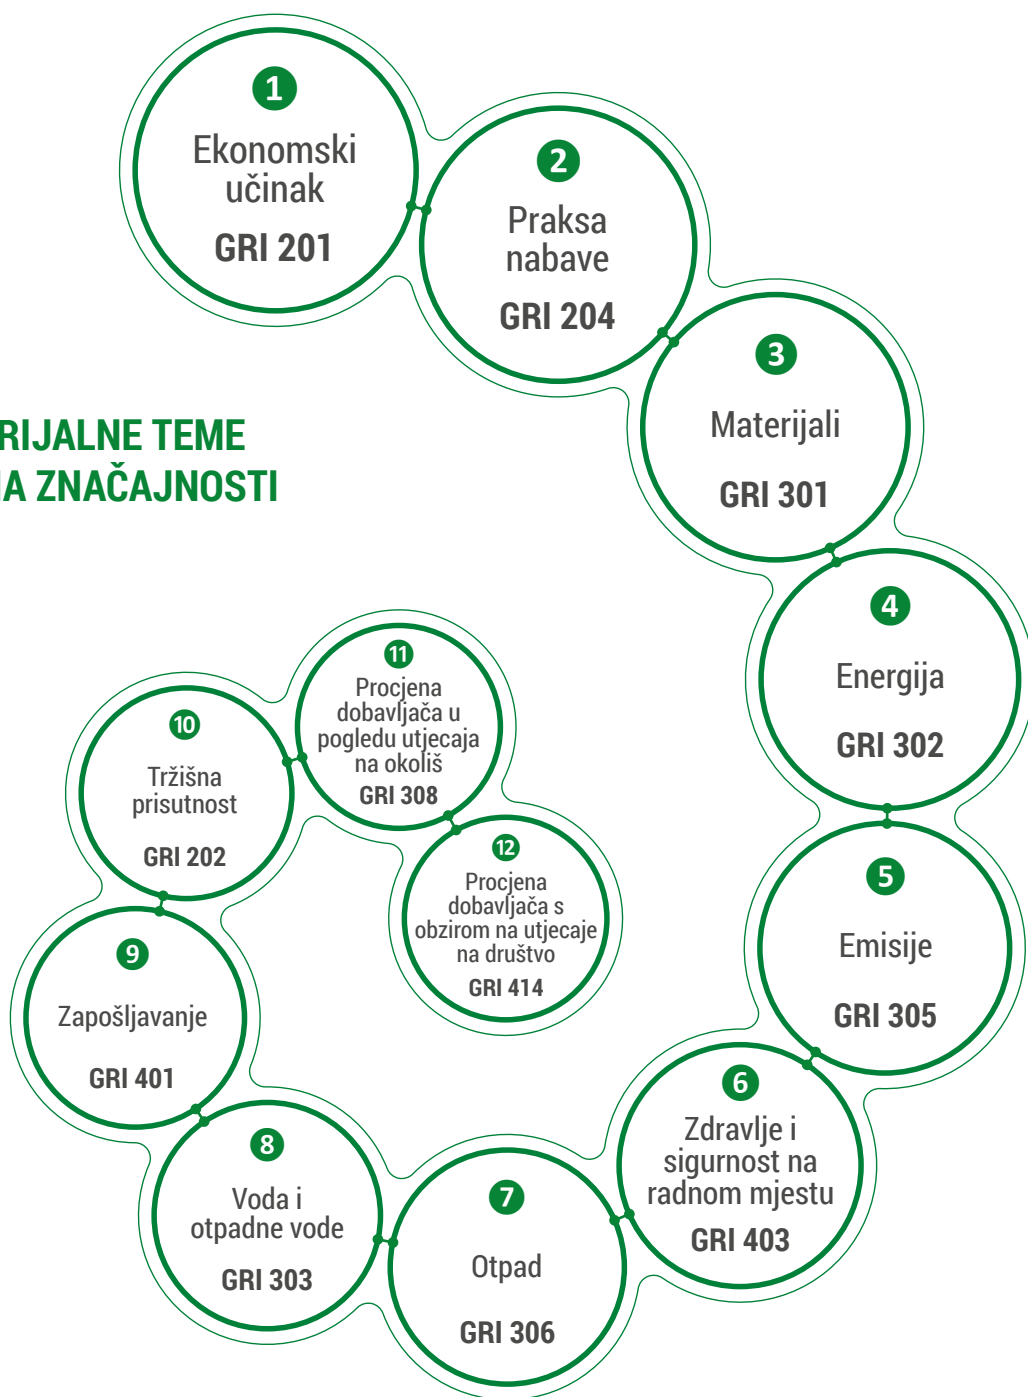 1
Ekonomski
učinak
GRI 201
2
Praksa
nabave
GRI 204
3
Materijali
GRI 301
RIJALNE TEME
A ZNAČAJNOSTI
4
Energija
GRI 302
5
Emisije
GRI 305
6
Zdravlje i
sigurnost na
radnom mjestu
GRI 403
7
Otpad
GRI 306
8
Voda i
otpadne vode
GRI 303
9
Zapošljavanje
GRI 401
10
Tržišna
prisutnost
GRI 202
11
Procjena
dobavljača u
pogledu utjecaja
na okoliš
GRI 308
12
Procjena
dobavljača s
obzirom na utjecaje
na društvo
GRI 414